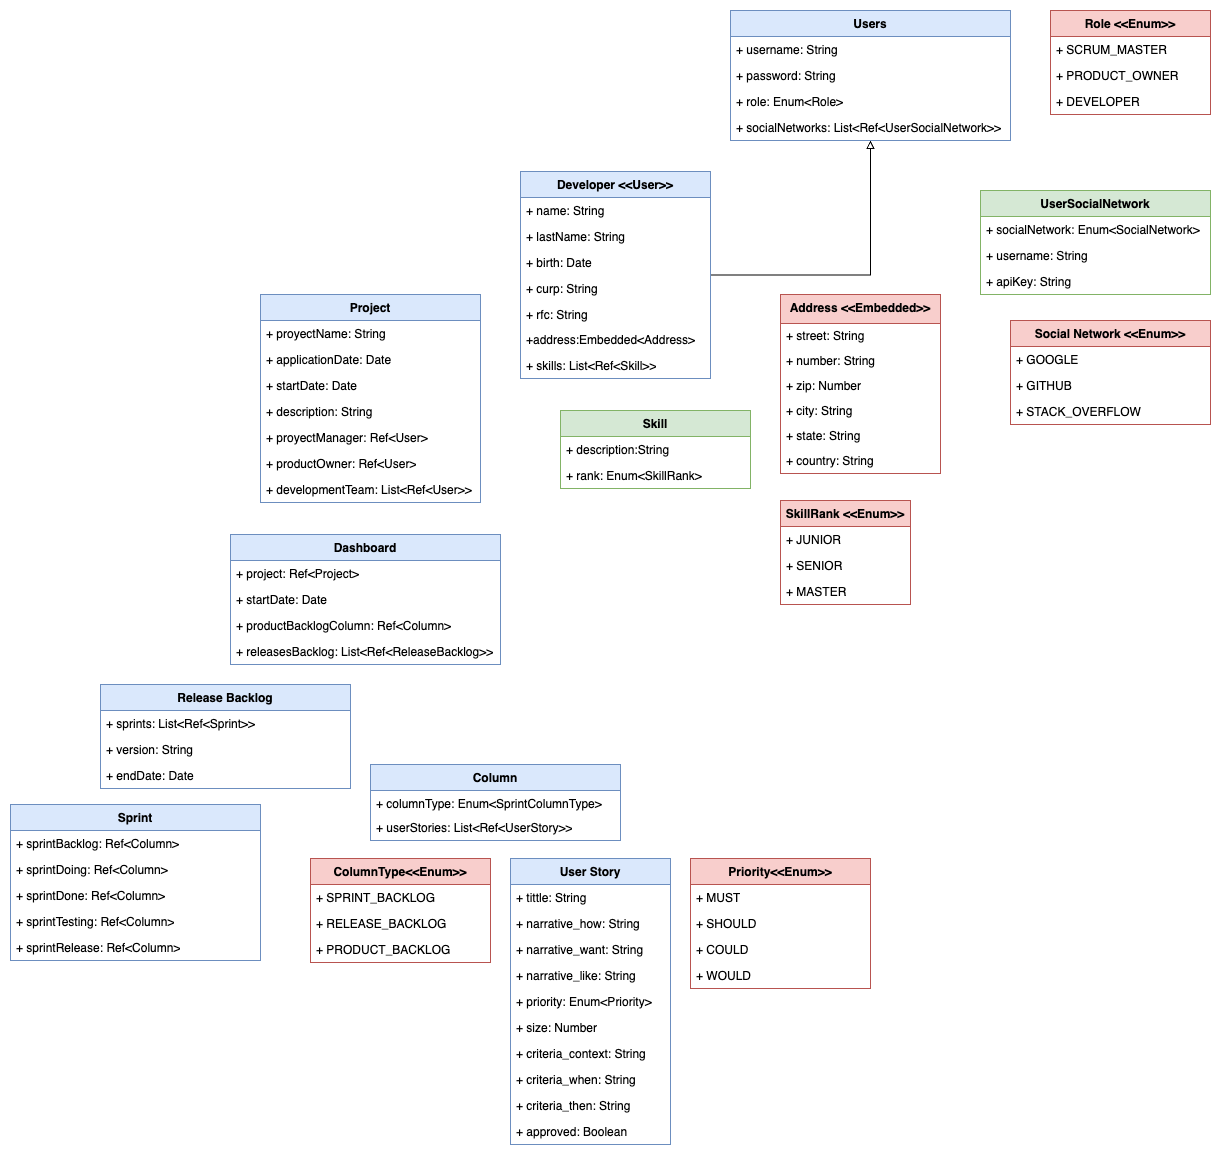 Users
+ username: String
+ password: String
+ role: Enum<Role>
+ socialNetworks: List<Ref<UserSocialNetwork>>
Role <<Enum>>
+ SCRUM_MASTER
+ PRODUCT_OWNER
+ DEVELOPER
Developer <<User>>
+ name: String
+ lastName: String
+ birth: Date
+ curp: String
+ rfc: String
+address:Embedded<Address>
+ skills: List<Ref<Skill>>
UserSocialNetwork
+ socialNetwork: Enum<SocialNetwork>
+ username: String
+ apiKey: String
Project
+ proyectName: String
+ applicationDate: Date
+ startDate: Date
+ description: String
+ proyectManager: Ref<User>
+ productOwner: Ref<User>
+ developmentTeam: List<Ref<User>>
Address <<Embedded>>
+ street: String
+ number: String
+ zip: Number
+ city: String
+ state: String
+ country: String
Social Network <<Enum>>
+ GOOGLE
+ GITHUB
+ STACK_OVERFLOW
Skill
+ description:String
+ rank: Enum<SkillRank>
SkillRank <<Enum>>
+ JUNIOR
+ SENIOR
+ MASTER
Dashboard
+ project: Ref<Project>
+ startDate: Date
+ productBacklogColumn: Ref<Column>
+ releasesBacklog: List<Ref<ReleaseBacklog>>
Release Backlog
+ sprints: List<Ref<Sprint>>
+ version: String
+ endDate: Date
Column
+ columnType: Enum<SprintColumnType>
+ userStories: List<Ref<UserStory>>
Sprint
+ sprintBacklog: Ref<Column>
+ sprintDoing: Ref<Column>
+ sprintDone: Ref<Column>
+ sprintTesting: Ref<Column>
+ sprintRelease: Ref<Column>
ColumnType<<Enum>>
+ SPRINT_BACKLOG
+ RELEASE_BACKLOG
+ PRODUCT_BACKLOG
User Story
+ tittle: String
+ narrative_how: String
+ narrative_want: String
+ narrative_like: String
+ priority: Enum<Priority>
+ size: Number
+ criteria_context: String
+ criteria_when: String
+ criteria_then: String
+ approved: Boolean
Priority<<Enum>>
+ MUST
+ SHOULD
+ COULD
+ WOULD